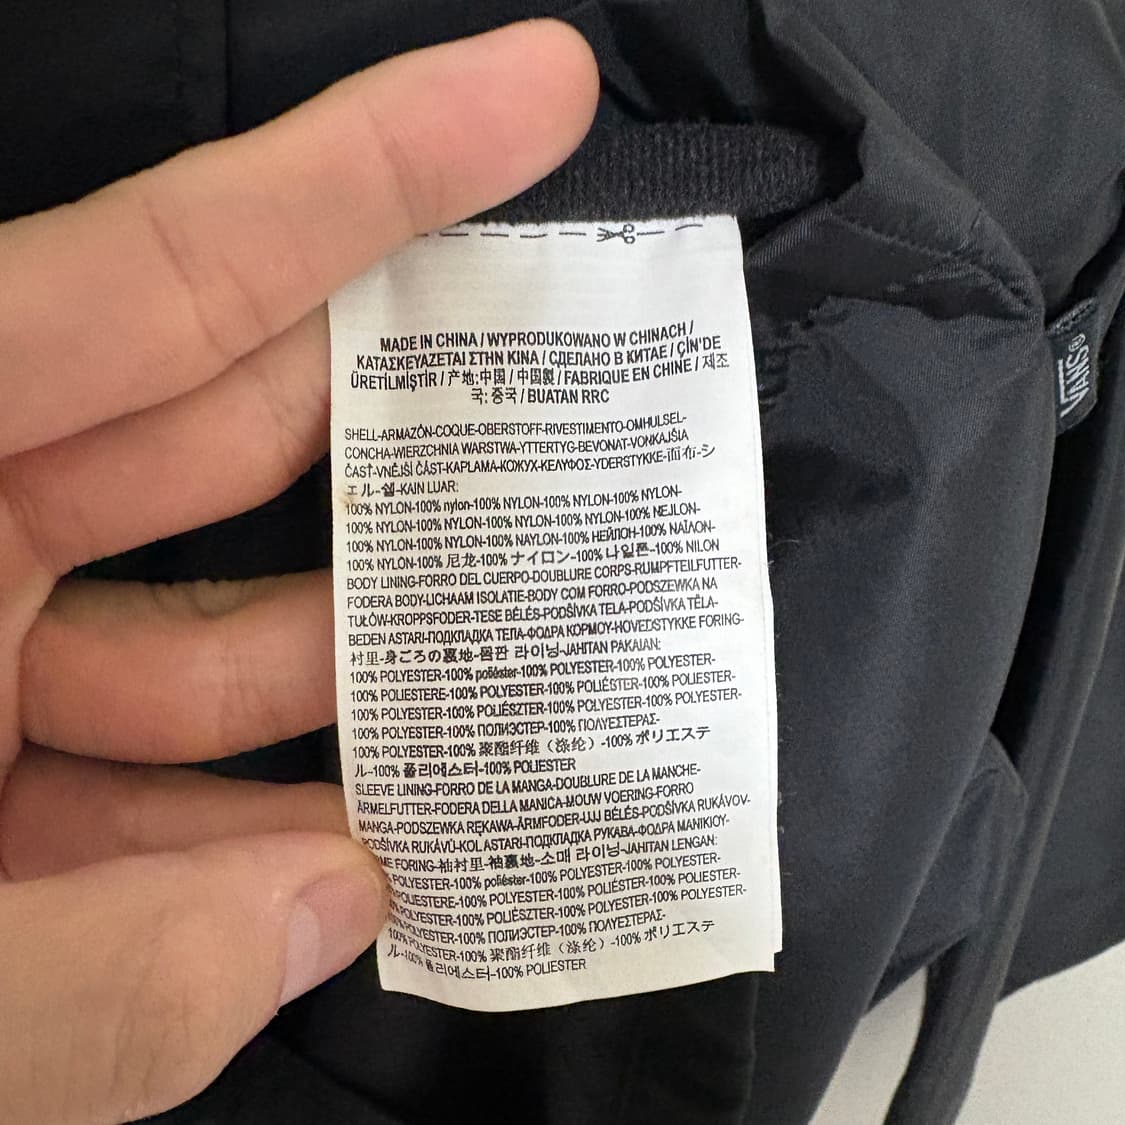 MADE IN CHINA / WYPRODUKOWANO W CHINACH /
ΚΑΤΑΣΚΕΥΑΖΕΤΑΙ ΣΤΗΝ ΚΙΝΑ / СДЕЛАНО В КИТАЕ / ÇİN'DE
ÜRETİLMİŞTİR / 产地:中国 / 中国製 / FABRIQUE EN CHINE / 제조
국: 중국 / BUATAN RRC
SHELL-ARMAZÓN-COQUE-OBERSTOFF-RIVESTIMENTO-OMHULSEL-
CONCHA-WIERZCHNIA WARSTWA-YTTERTYG-BEVONAT-VONKAJŠIA
ČASŤ-VNĚJŠÍ ČÁST-KAPLAMA-КОЖУХ-ΚΕΛΥΦΟΣ-YDERSTYKKE-面布-シ
ェル-쉘-KAIN LUAR:
100% NYLON-100% nylon-100% NYLON-100% NYLON-100% NYLON-
100% NYLON-100% NYLON-100% NYLON-100% NYLON-100% NEJLON-
100% NYLON-100% NYLON-100% NAYLON-100% НЕЙЛОН-100% ΝΑΪΛΟΝ-
100% NYLON-100% 尼龙-100% ナイロン-100% 나일론-100% NILON
BODY LINING-FORRO DEL CUERPO-DOUBLURE CORPS-RUMPFTEILFUTTER-
FODERA BODY-LICHAAM ISOLATIE-BODY COM FORRO-PODSZEWKA NA
TUŁÓW-KROPPSFODER-TESE BÉLÉS-PODŠÍVKA TELA-PODŠÍVKA TĚLA-
BEDEN ASTARI-ПОДКЛАДКА ТЕЛА-ΦΟΔΡΑ ΚΟΡΜΟΥ-HOVEDSTYKKE FORING-
衬里-身ごろの裏地-몸판 라이닝-JAHITAN PAKAIAN:
100% POLYESTER-100% poliéster-100% POLYESTER-100% POLYESTER-
100% POLIESTERE-100% POLYESTER-100% POLIÉSTER-100% POLIESTER-
100% POLYESTER-100% POLIÉSZTER-100% POLYESTER-100% POLYESTER-
100% POLYESTER-100% ПОЛИЭСТЕР-100% ΠΟΛΥΕΣΤΕΡΑΣ-
100% POLYESTER-100% 聚酯纤维（涤纶）-100% ポリエステ
ル-100% 폴리에스터-100% POLIESTER
SLEEVE LINING-FORRO DE LA MANGA-DOUBLURE DE LA MANCHE-
ÄRMELFUTTER-FODERA DELLA MANICA-MOUW VOERING-FORRO
MANGA-PODSZEWKA RĘKAWA-ÄRMFODER-UJJ BÉLÉS-PODŠÍVKA RUKÁVOV-
PODŠÍVKA RUKÁVŮ-KOL ASTARI-ПОДКЛАДКА РУКАВА-ΦΟΔΡΑ ΜΑΝΙΚΙΟΥ-
FORING-袖衬里-袖裏地-소매 라이닝-JAHITAN LENGAN:
POLYESTER-100% poliéster-100% POLYESTER-100% POLYESTER-
POLIESTERE-100% POLYESTER-100% POLIÉSTER-100% POLIESTER-
100% POLYESTER-100% POLIÉSZTER-100% POLYESTER-100% POLYESTER-
100% POLYESTER-100% ПОЛИЭСТЕР-100% ΠΟΛΥΕΣΤΕΡΑΣ-
100% POLYESTER-100% 聚酯纤维（涤纶）-100% ポリエステ
ル-100% 폴리에스터-100% POLIESTER
VANS®